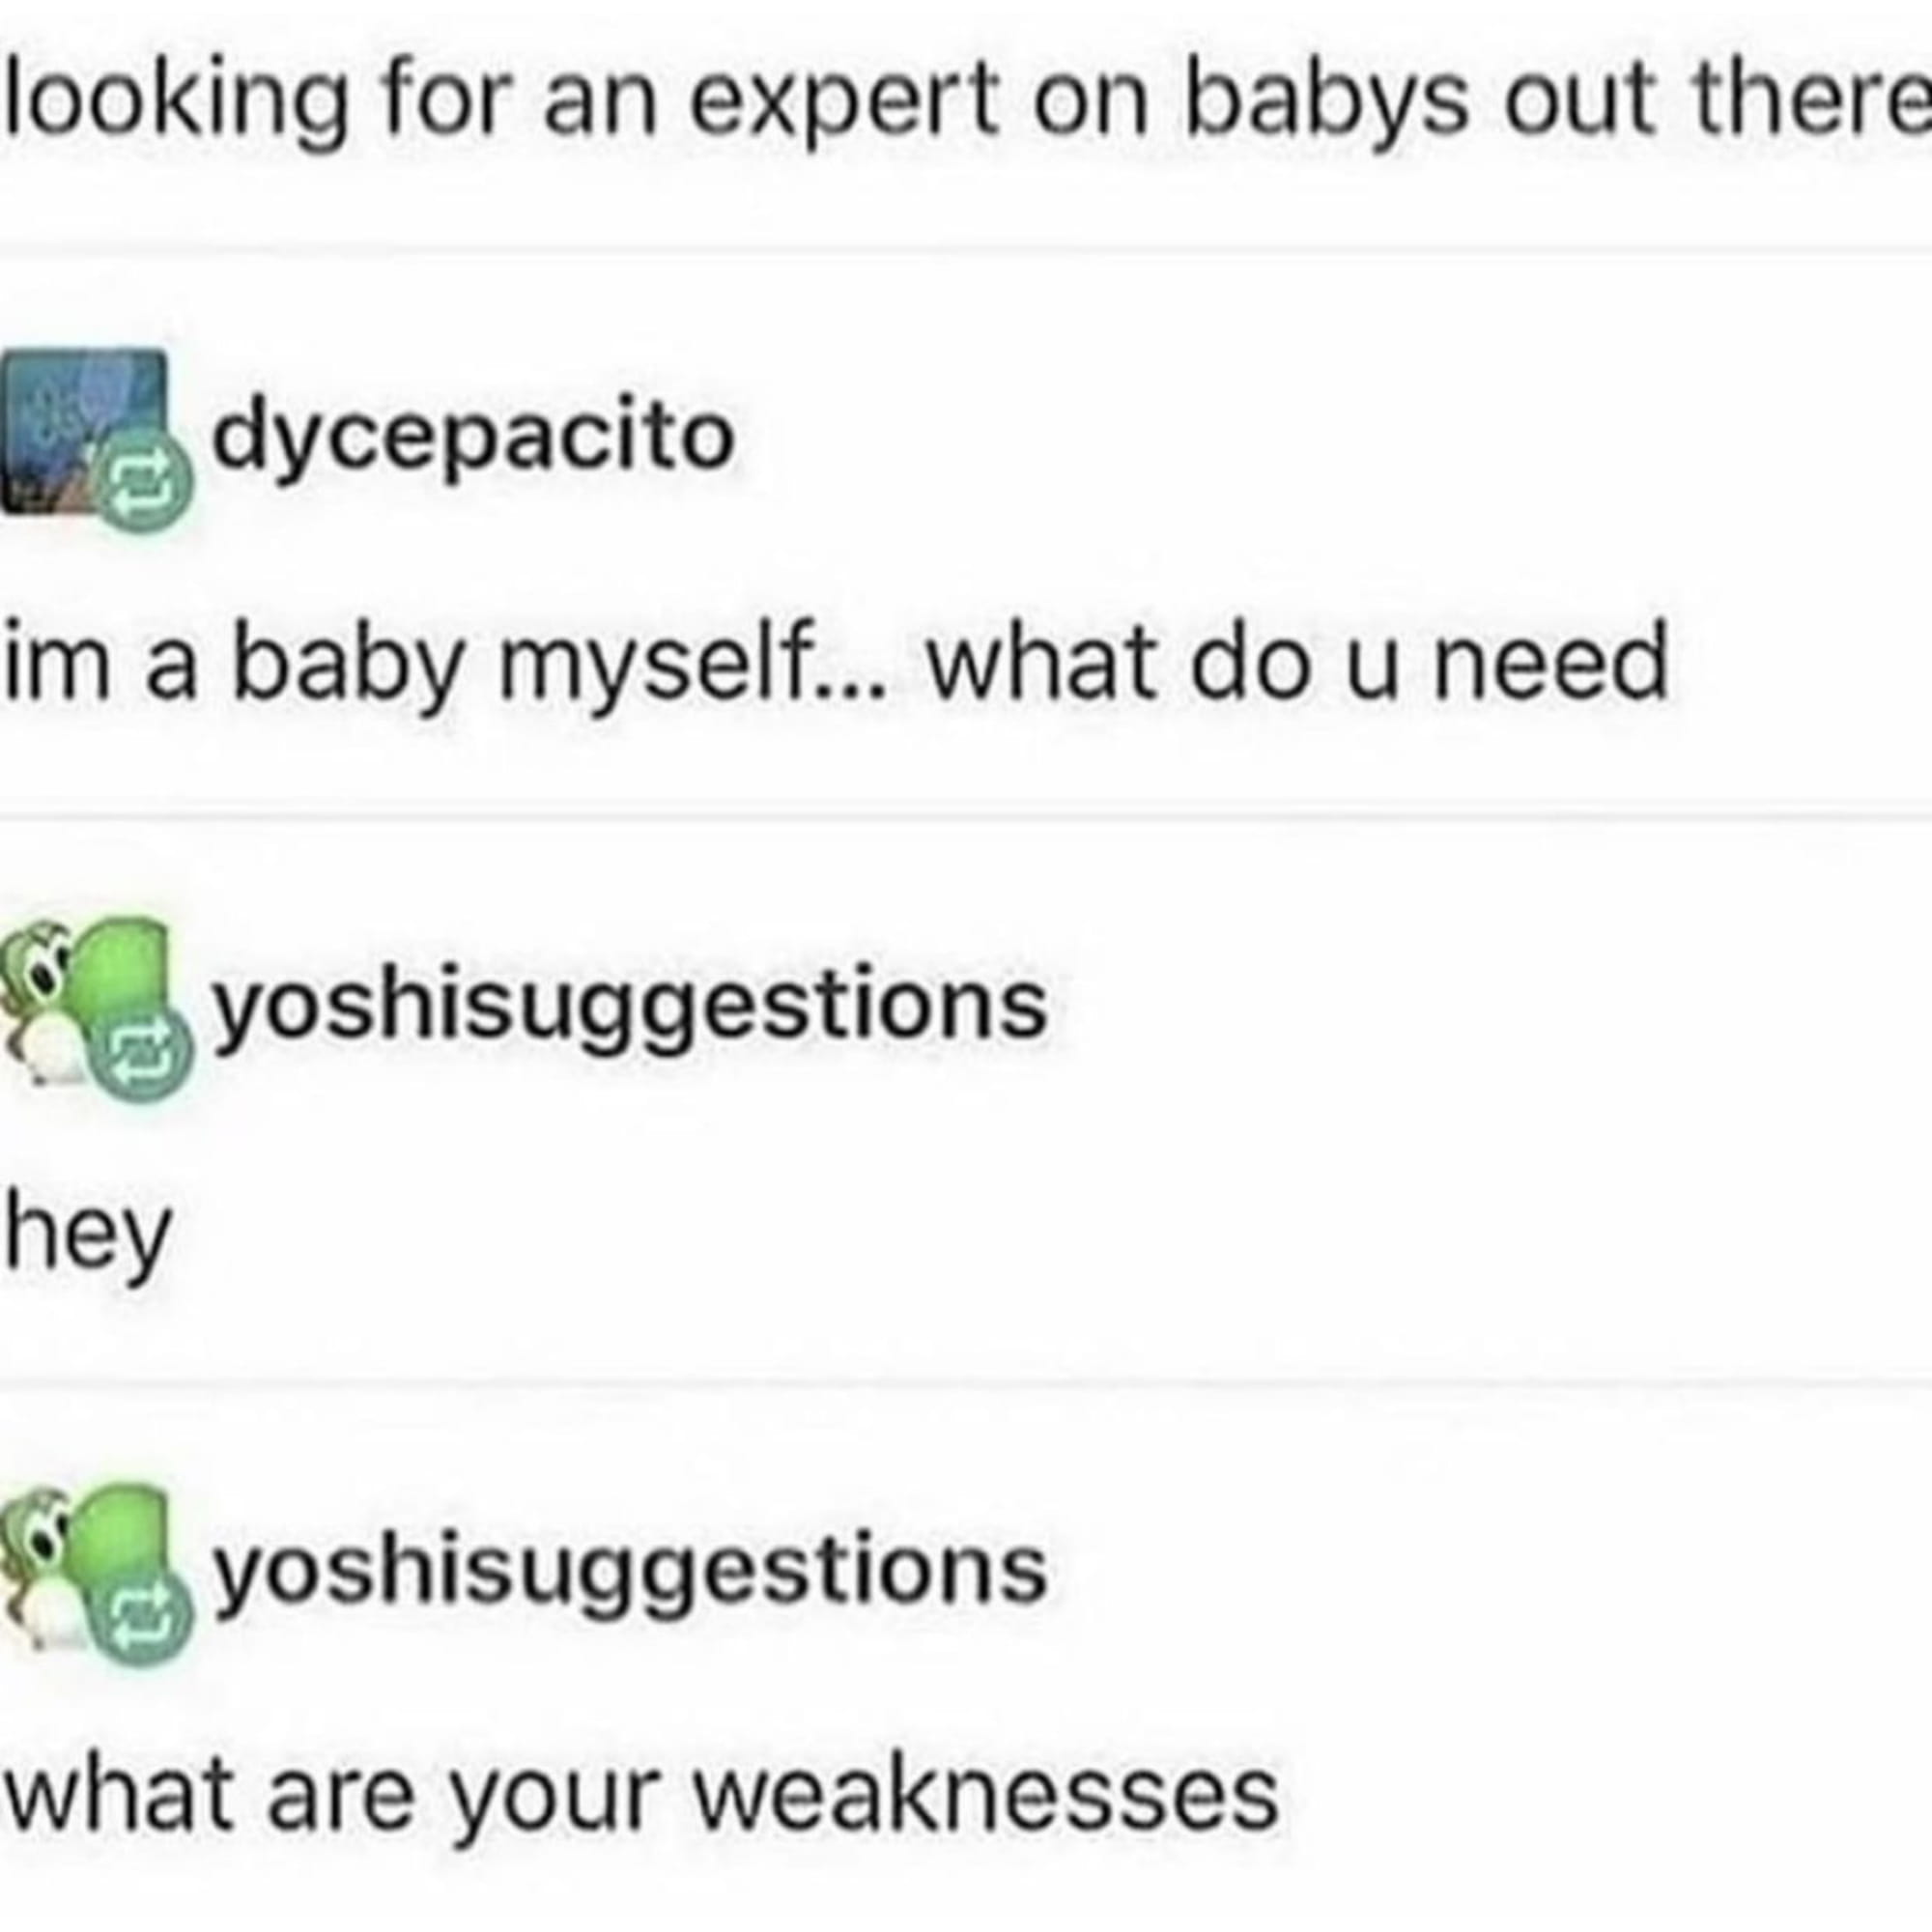 looking for an expert on babys out there
dycepacito
im a baby myself... what do u need
yoshisuggestions
hey
yoshisuggestions
what are your weaknesses